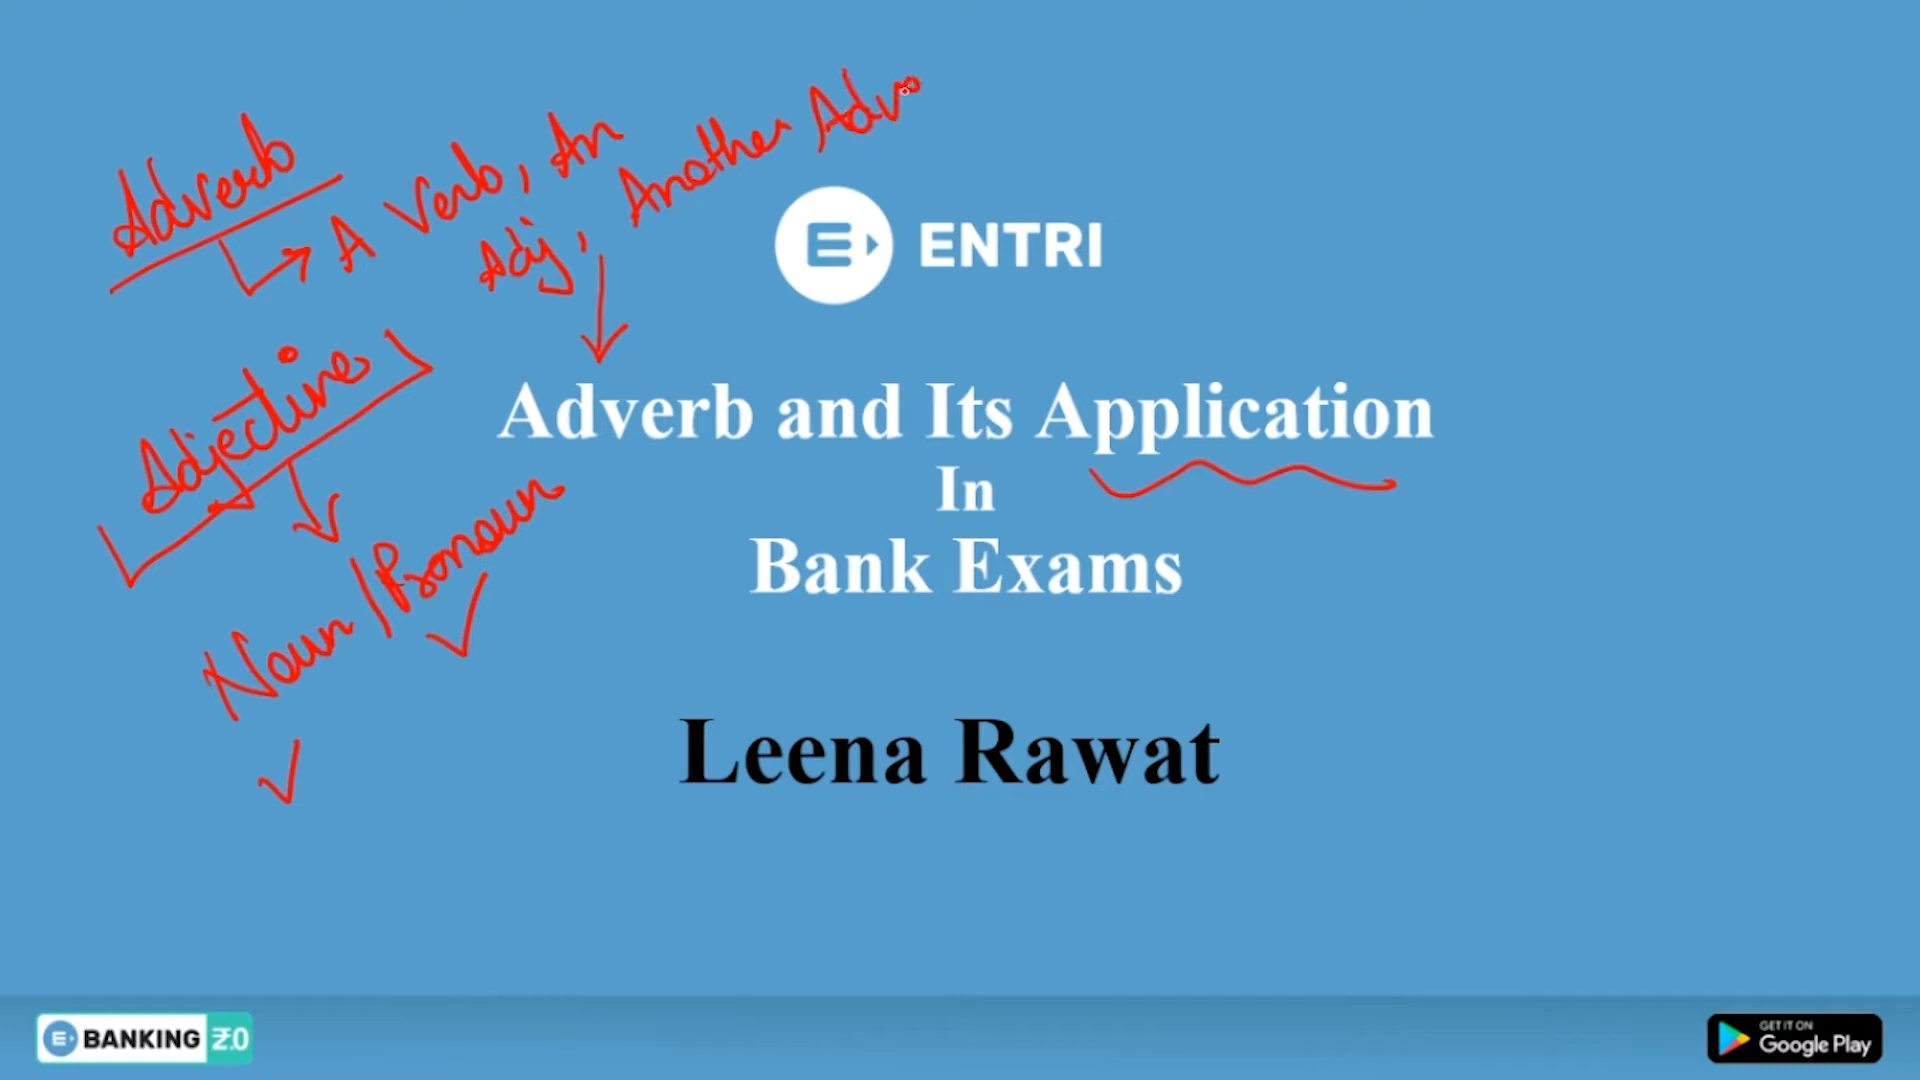 Adverb
A Verb, An
Adj, Another Adv
ENTRI
Adjective
Adverb and Its Application
In
Bank Exams
Noun/Pronoun
Leena Rawat
BANKING 2.0
GET IT ON
Google Play